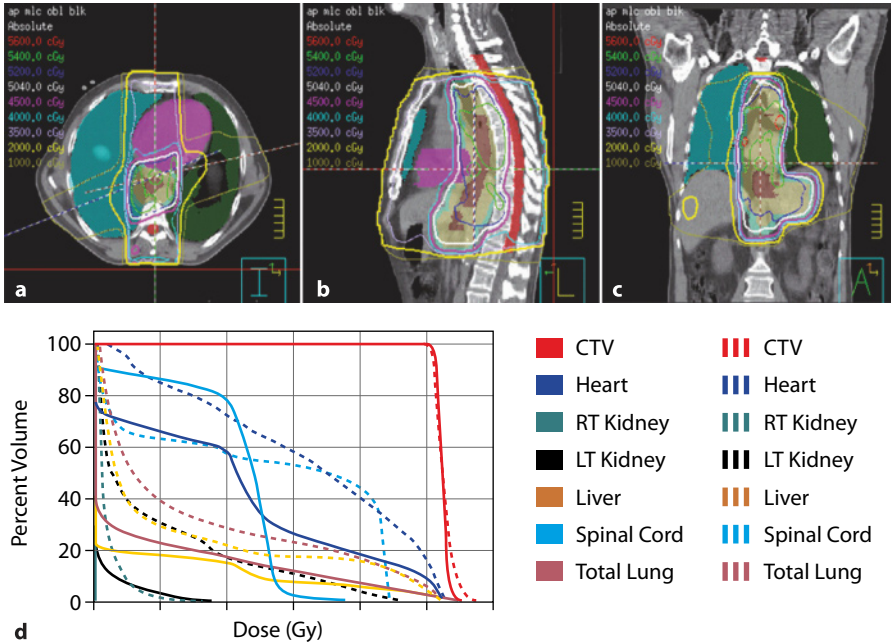 ap mlc obl blk
Absolute
5600.0 cGy
5400.0 cGy
5200.0 cGy
5040.0 cGy
4500.0 cGy
4000.0 cGy
3500.0 cGy
2000.0 cGy
1000.0 cGy
I
a
ap mlc obl blk
Absolute
5600.0 cGy
5400.0 cGy
5200.0 cGy
5040.0 cGy
4500.0 cGy
4000.0 cGy
3500.0 cGy
2000.0 cGy
1000.0 cGy
L
b
ap mlc obl blk
Absolute
5600.0 cGy
5400.0 cGy
5200.0 cGy
5040.0 cGy
4500.0 cGy
4000.0 cGy
3500.0 cGy
2000.0 cGy
1000.0 cGy
A
c
100
80
60
40
20
0
Percent Volume
Dose (Gy)
d
CTV
Heart
RT Kidney
LT Kidney
Liver
Spinal Cord
Total Lung
CTV
Heart
RT Kidney
LT Kidney
Liver
Spinal Cord
Total Lung